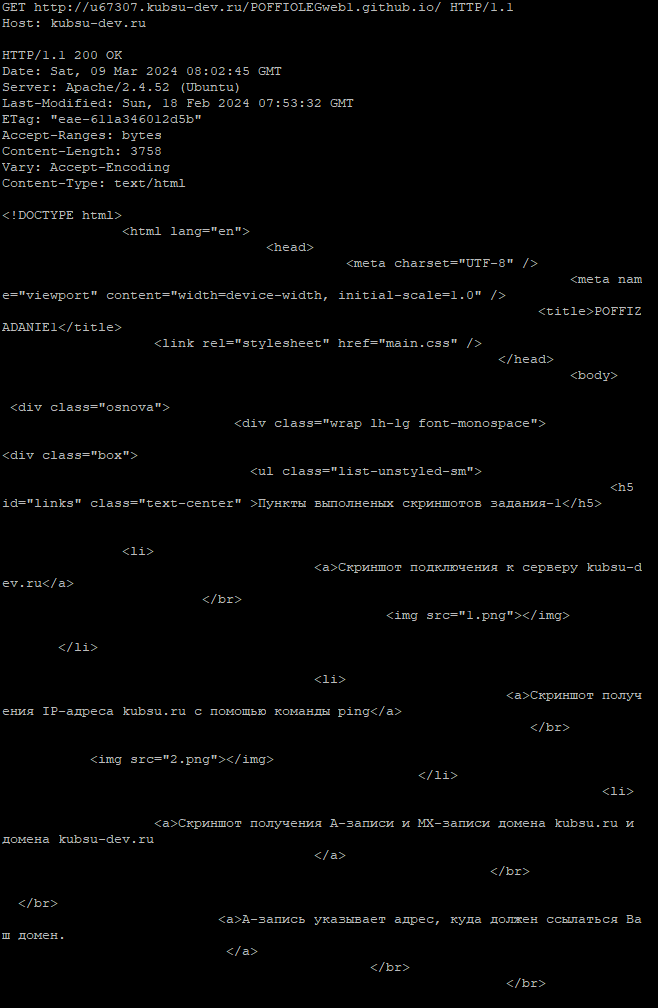 GET http://u67307.kubsu-dev.ru/POFFIOLEGweb1.github.io/ HTTP/1.1
Host: kubsu-dev.ru
HTTP/1.1 200 OK
Date: Sat, 09 Mar 2024 08:02:45 GMT
Server: Apache/2.4.52 (Ubuntu)
Last-Modified: Sun, 18 Feb 2024 07:53:32 GMT
ETag: "eae-611a346012d5b"
Accept-Ranges: bytes
Content-Length: 3758
Vary: Accept-Encoding
Content-Type: text/html
<!DOCTYPE html>
<html lang="en">
<head>
<meta charset="UTF-8" />
<meta nam
e="viewport" content="width=device-width, initial-scale=1.0" />
<title>POFFIZ
ADANIE1</title>
<link rel="stylesheet" href="main.css" />
</head>
<body>
<div class="osnova">
<div class="wrap lh-lg font-monospace">
<div class="box">
<ul class="list-unstyled-sm">
<h5
id="links" class="text-center" >Пункты выполненых скриншотов задания-1</h5>
<li>
<a>Скриншот подключения к серверу kubsu-d
ev.ru</a>
</br>
<img src="1.png"></img>
</li>
<li>
<a>Скриншот получ
ения IP-адреса kubsu.ru с помощью команды ping</a>
</br>
<img src="2.png"></img>
</li>
<li>
<a>Скриншот получения A-записи и MX-записи домена kubsu.ru и
домена kubsu-dev.ru
</a>
</br>
</br>
<a>A-запись указывает адрес, куда должен ссылаться Ва
ш домен.
</a>
</br>
</br>